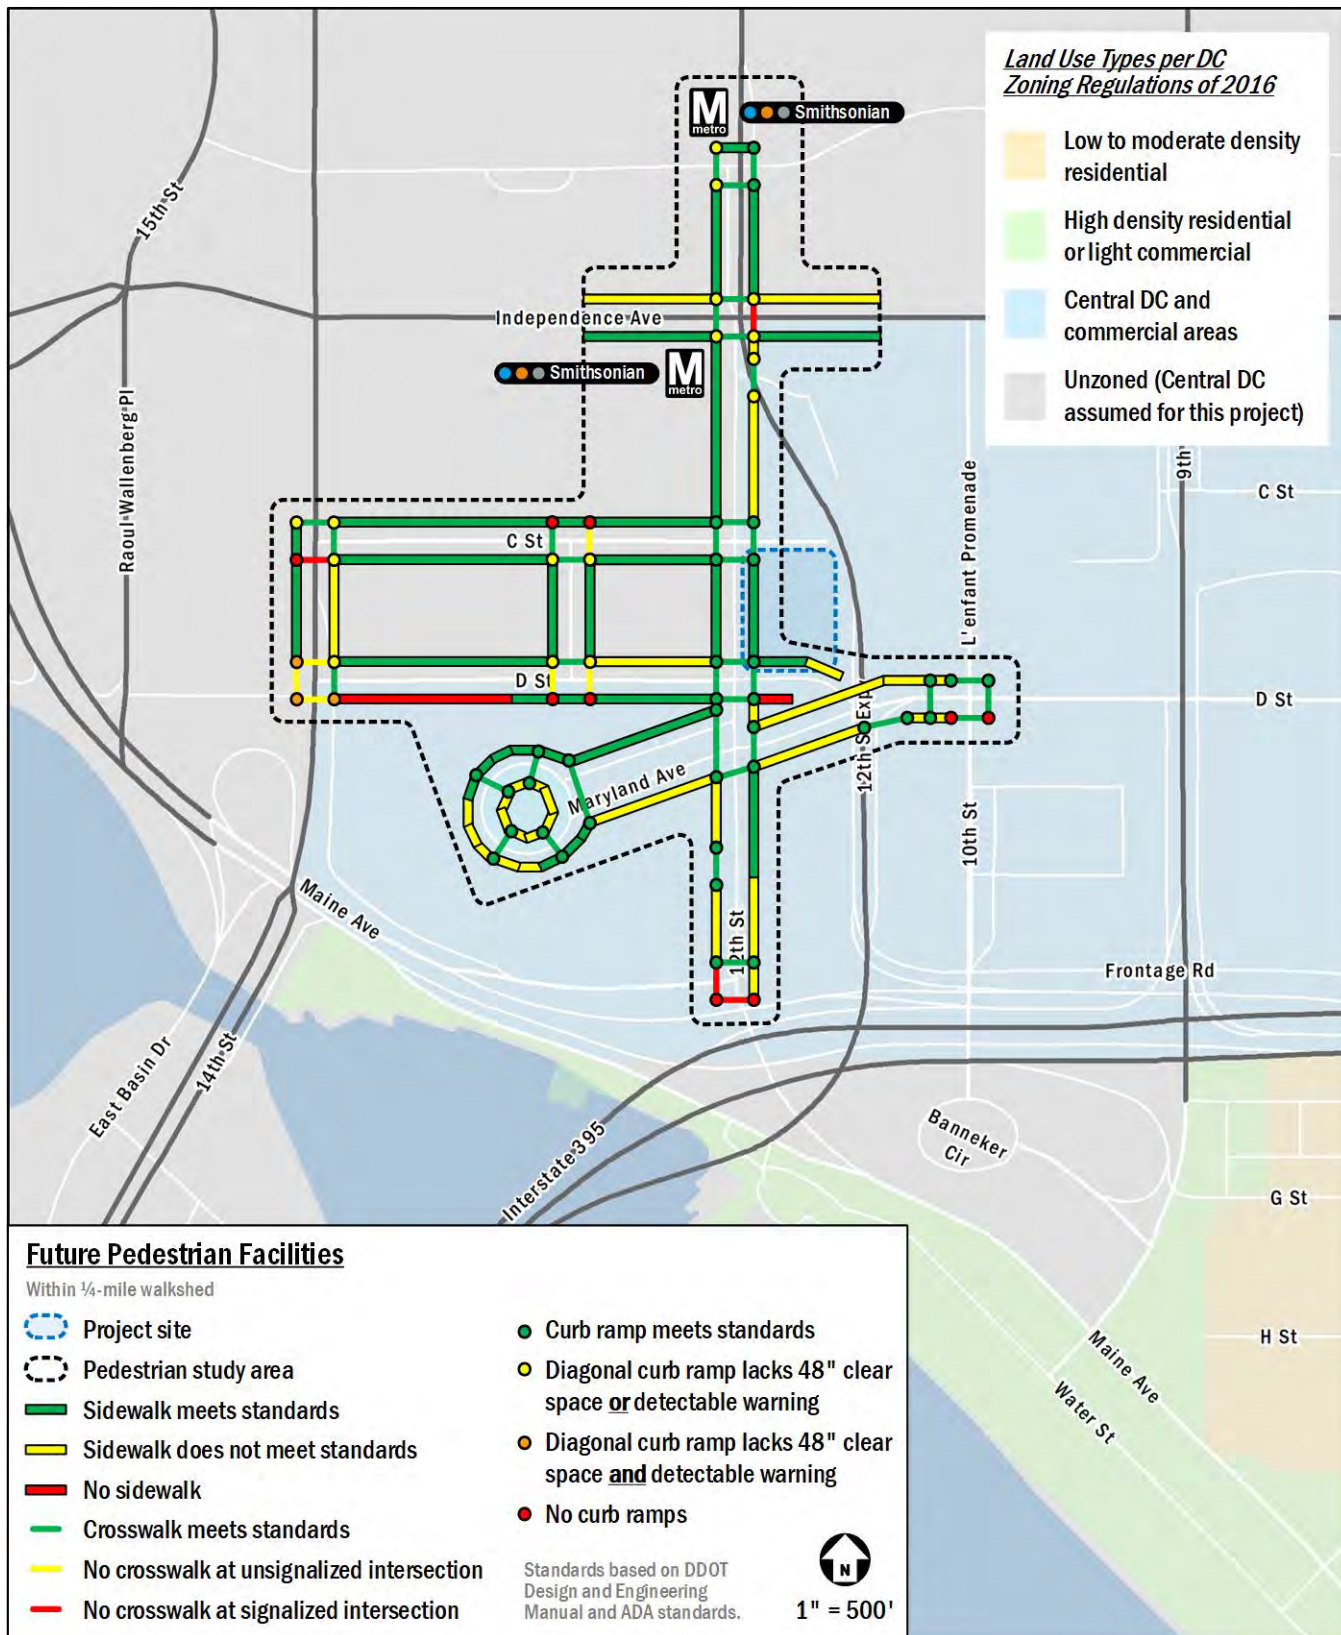 Land Use Types per DC
Zoning Regulations of 2016
Low to moderate density
residential
High density residential
or light commercial
Central DC and
commercial areas
Unzoned (Central DC
assumed for this project)
M
metro
Smithsonian
15th St
Independence Ave
Smithsonian
M
metro
Raoul Wallenberg Pl
L'enfant Promenade
9th
C St
C St
D St
D St
12th St Expy
Maryland Ave
10th St
12th St
Maine Ave
Frontage Rd
East Basin Dr
14th St
Interstate 395
Banneker
Cir
G St
H St
Maine Ave
Water St
Future Pedestrian Facilities
Within ¼-mile walkshed
Project site
Pedestrian study area
Sidewalk meets standards
Sidewalk does not meet standards
No sidewalk
Crosswalk meets standards
No crosswalk at unsignalized intersection
No crosswalk at signalized intersection
Curb ramp meets standards
Diagonal curb ramp lacks 48" clear
space or detectable warning
Diagonal curb ramp lacks 48" clear
space and detectable warning
No curb ramps
Standards based on DDOT
Design and Engineering
Manual and ADA standards.
N
1" = 500'